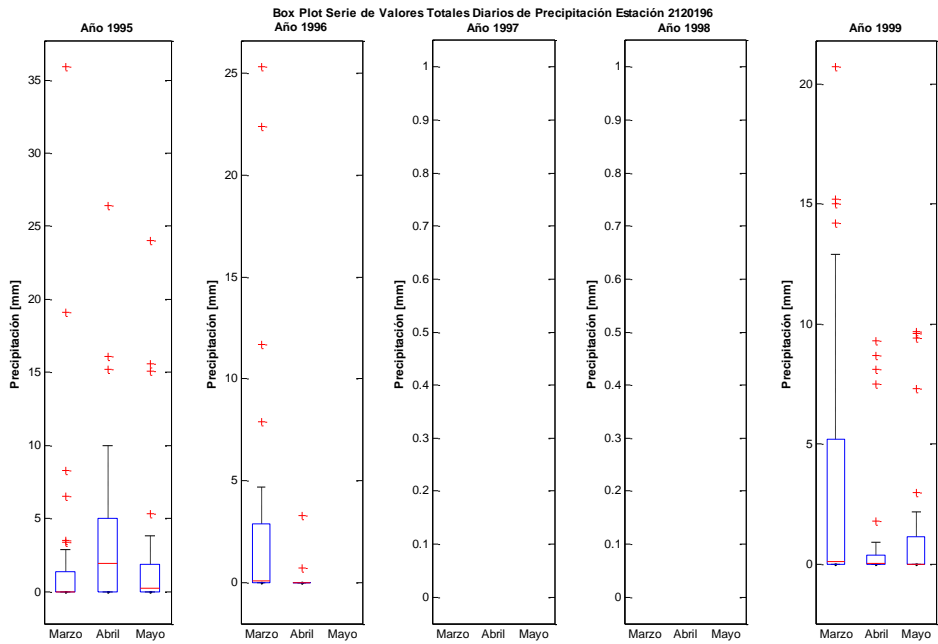 Box Plot Serie de Valores Totales Diarios de Precipitación Estación 2120196
Año 1995
Precipitación [mm]
35
30
25
20
15
10
5
0
Marzo Abril Mayo
Año 1996
Precipitación [mm]
25
20
15
10
5
0
Marzo Abril Mayo
Año 1997
Precipitación [mm]
1
0.9
0.8
0.7
0.6
0.5
0.4
0.3
0.2
0.1
0
Marzo Abril Mayo
Año 1998
Precipitación [mm]
1
0.9
0.8
0.7
0.6
0.5
0.4
0.3
0.2
0.1
0
Marzo Abril Mayo
Año 1999
Precipitación [mm]
20
15
10
5
0
Marzo Abril Mayo